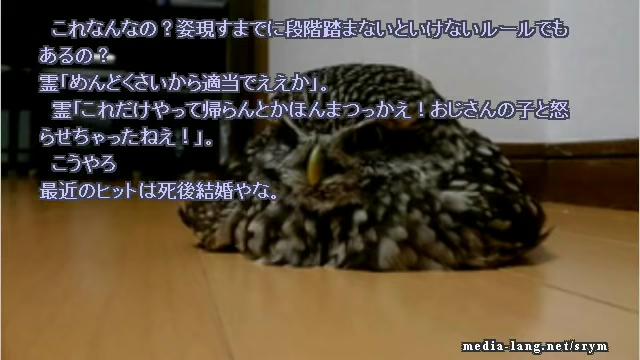 これなんなの？姿現すまでに段階踏まないといけないルールでも
あるの？
霊「めんどくさいから適当でええか」。
霊「これだけやって帰らんとかほんまつっかえ！おじさんの子と怒
らせちゃったねえ！」。
こうやろ
最近のヒットは死後結婚やな。
media-lang.net/srym